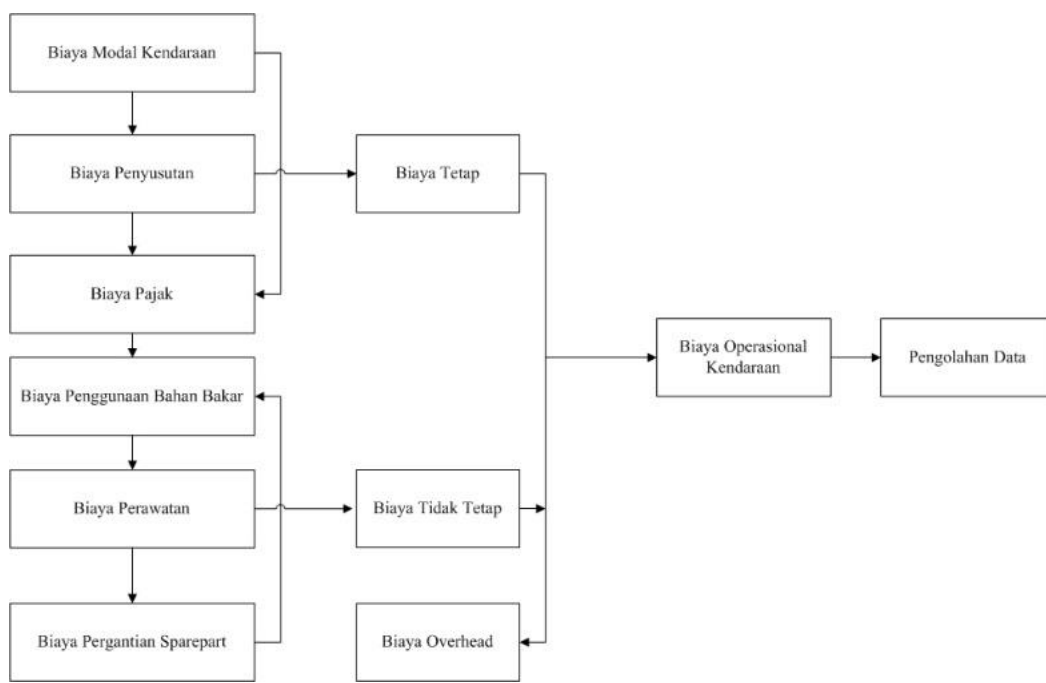 Biaya Modal Kendaraan
Biaya Penyusutan
Biaya Tetap
Biaya Pajak
Biaya Operasional
Kendaraan
Pengolahan Data
Biaya Penggunaan Bahan Bakar
Biaya Perawatan
Biaya Tidak Tetap
Biaya Pergantian Sparepart
Biaya Overhead